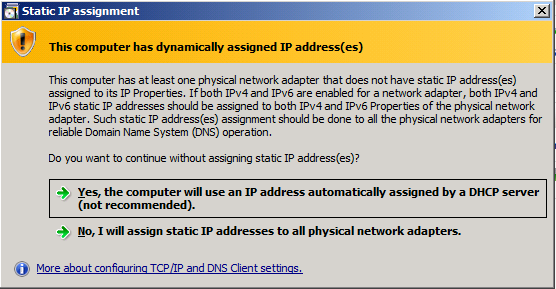 Static IP assignment
This computer has dynamically assigned IP address(es)
This computer has at least one physical network adapter that does not have static IP address(es)
assigned to its IP Properties. If both IPv4 and IPv6 are enabled for a network adapter, both IPv4 and
IPv6 static IP addresses should be assigned to both IPv4 and IPv6 Properties of the physical network
adapter. Such static IP address(es) assignment should be done to all the physical network adapters for
reliable Domain Name System (DNS) operation.
Do you want to continue without assigning static IP address(es)?
Yes, the computer will use an IP address automatically assigned by a DHCP server
(not recommended).
No, I will assign static IP addresses to all physical network adapters.
More about configuring TCP/IP and DNS Client settings.